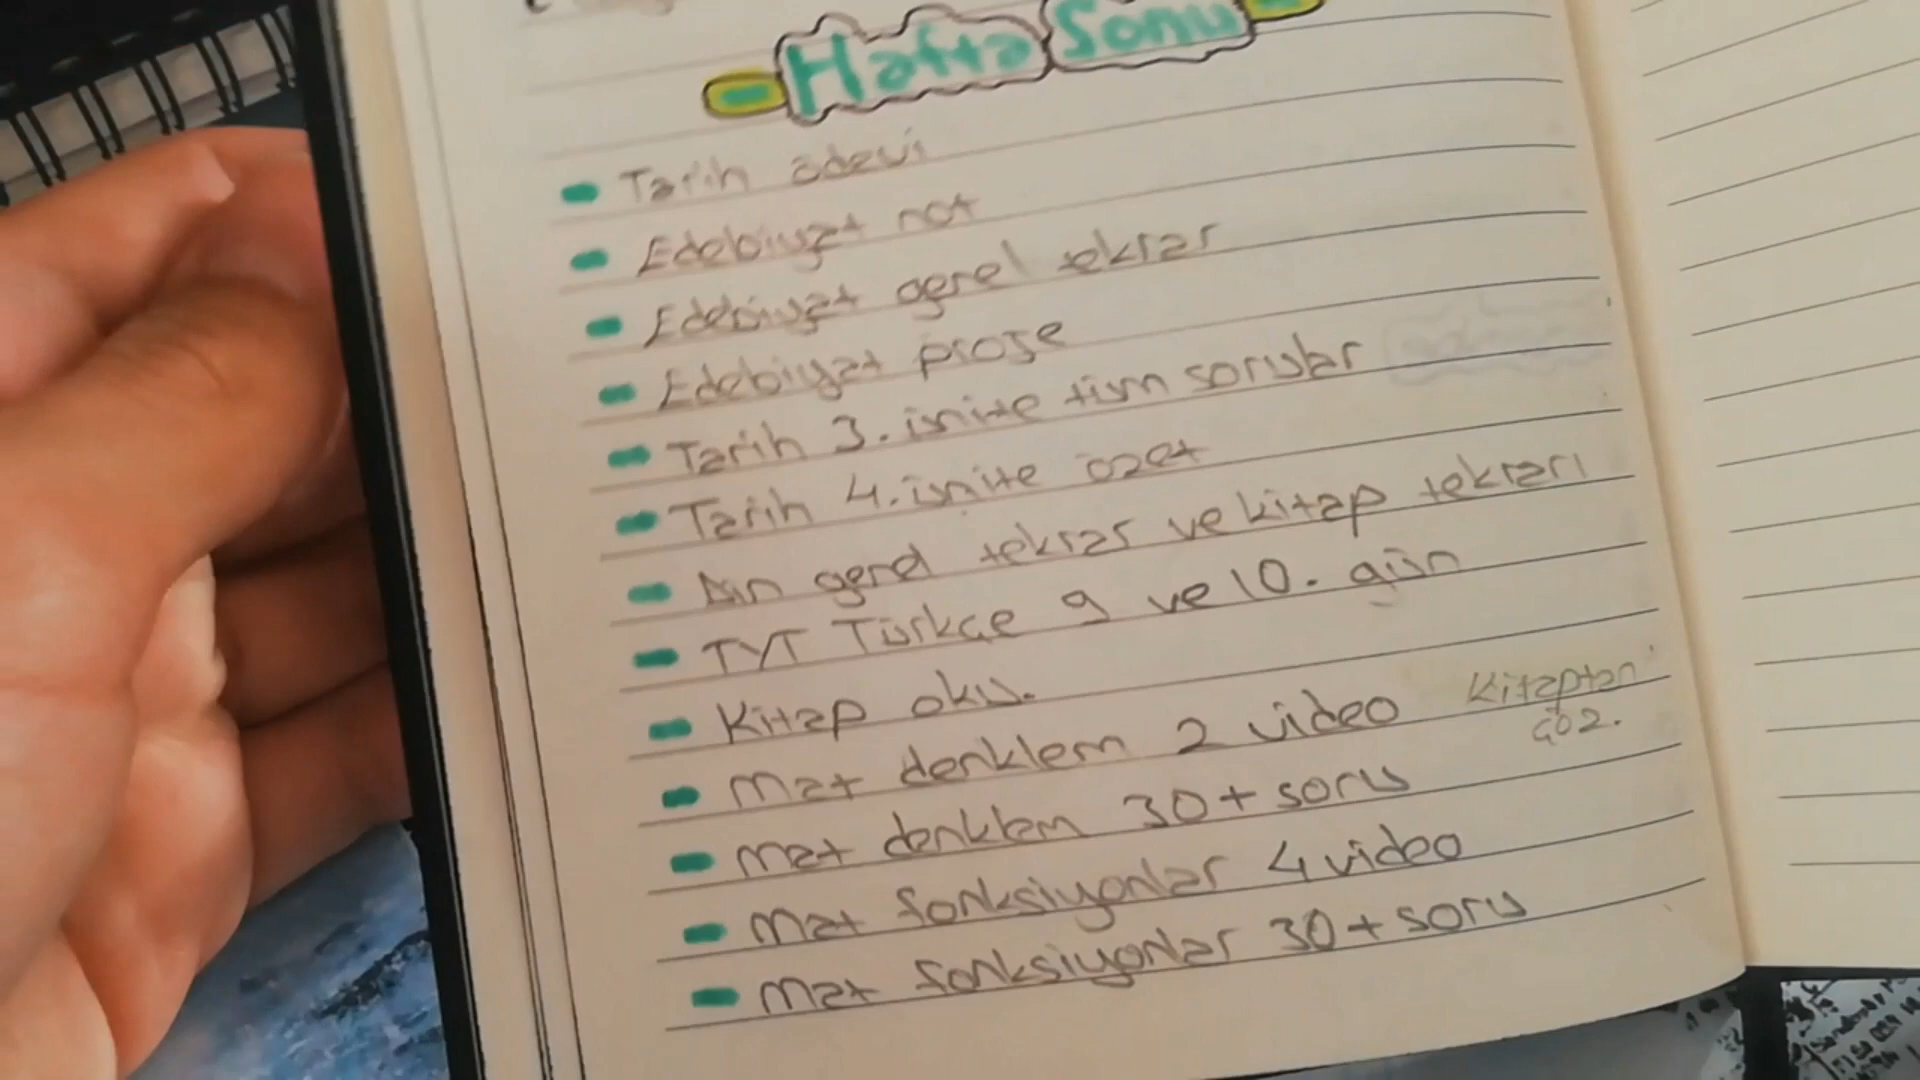 Hafta Sonu
Tarih ödevi
Edebiyat not
Edebiyat genel tekrar
Edebiyat proje
Tarih 3. ünite tüm sorular
Tarih 4. ünite özet
Din genel tekrar ve kitap tekrarı
TYT Türkçe 9 ve 10. gün
Kitap oku.
Mat denklem 2 video Kitaptan
çöz.
Mat denklem 30+ soru
Mat fonksiyonlar 4 video
Mat fonksiyonlar 30+ soru